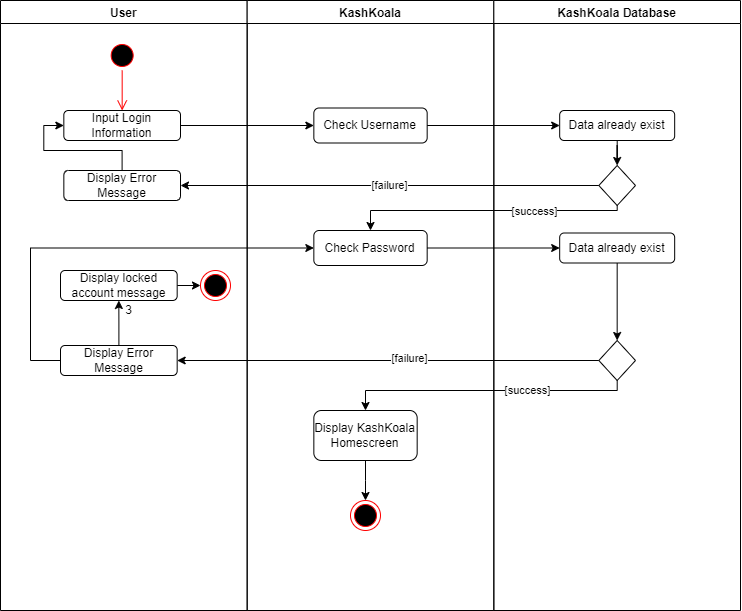 User
KashKoala
KashKoala Database
Input Login
Information
Check Username
Data already exist
Display Error
Message
[failure]
[success]
Check Password
Data already exist
Display locked
account message
3
Display Error
Message
[failure]
[success]
Display KashKoala
Homescreen